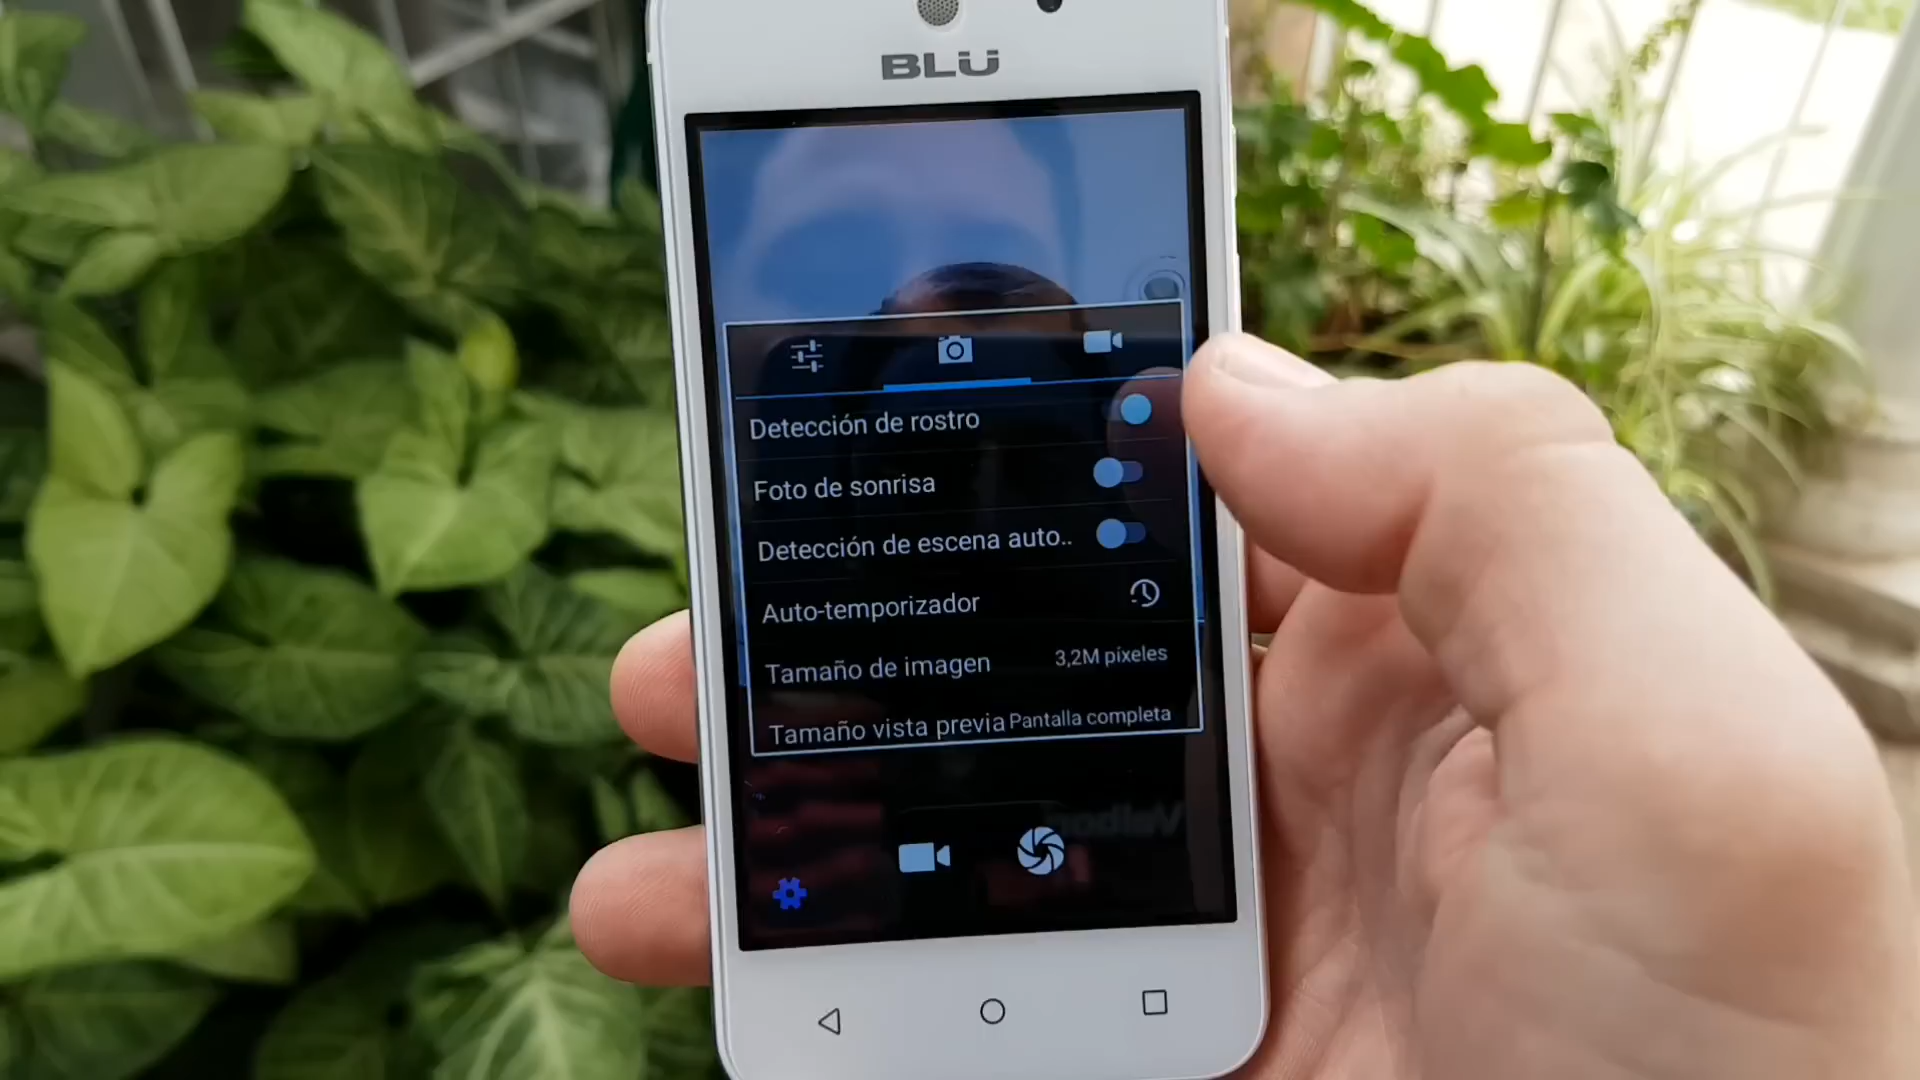 BLU
Detección de rostro
Foto de sonrisa
Detección de escena auto..
Auto-temporizador
Tamaño de imagen 3,2M píxeles
Tamaño vista previa Pantalla completa